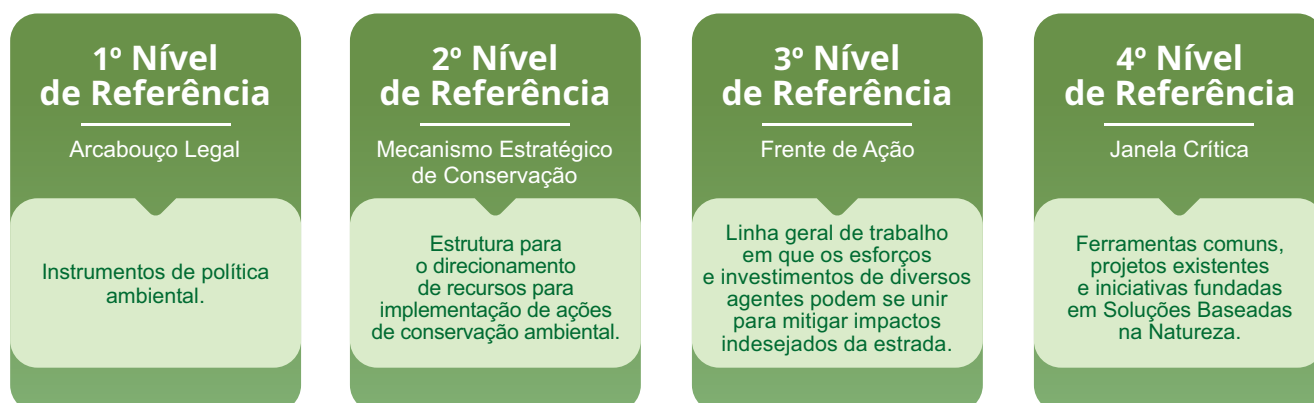 1º Nível
de Referência
Arcabouço Legal
Instrumentos de política
ambiental.
2º Nível
de Referência
Mecanismo Estratégico
de Conservação
Estrutura para
o direcionamento
de recursos para
implementação de ações
de conservação ambiental.
3º Nível
de Referência
Frente de Ação
Linha geral de trabalho
em que os esforços
e investimentos de diversos
agentes podem se unir
para mitigar impactos
indesejados da estrada.
4º Nível
de Referência
Janela Crítica
Ferramentas comuns,
projetos existentes
e iniciativas fundadas
em Soluções Baseadas
na Natureza.